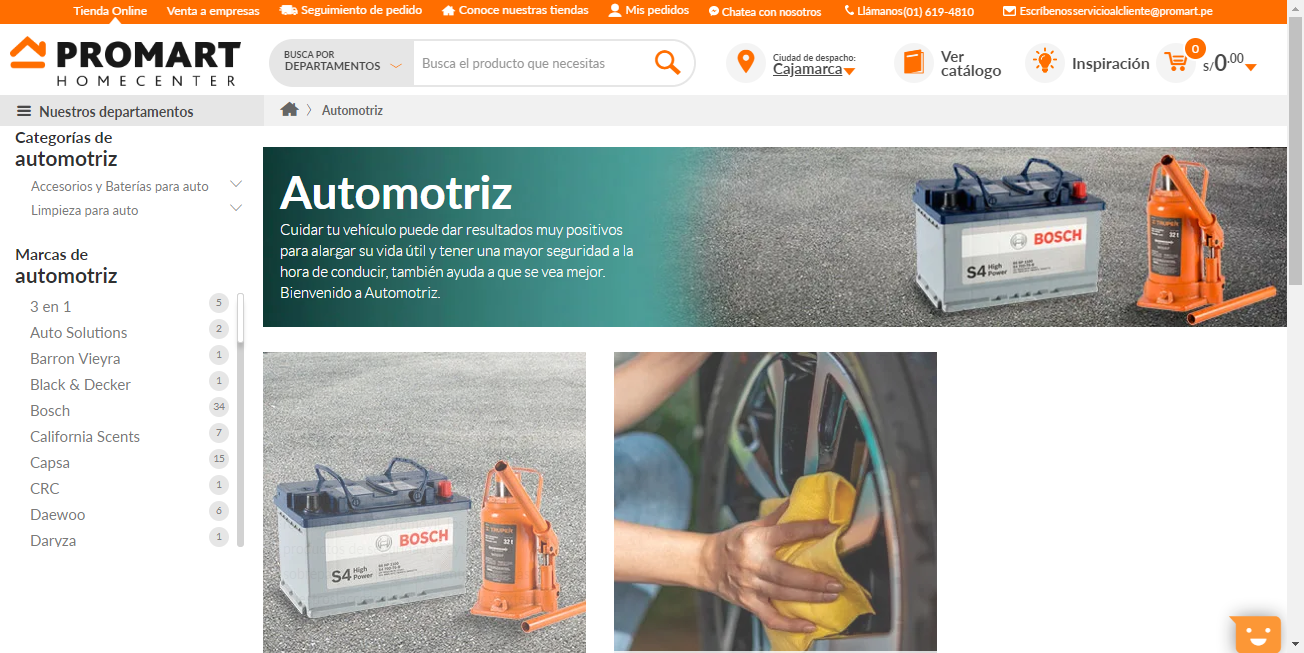 Tienda Online
Venta a empresas
Seguimiento de pedido
Conoce nuestras tiendas
Mis pedidos
Chatea con nosotros
Llámanos(01) 619-4810
Escríbenosservicioalcliente@promart.pe
PROMART
HOMECENTER
BUSCA POR
DEPARTAMENTOS
Busca el producto que necesitas
Ciudad de despacho:
Cajamarca
Ver
catálogo
Inspiración
0
s/0.00
Nuestros departamentos
Automotriz
Categorías de
automotriz
Accesorios y Baterías para auto
Limpieza para auto
Marcas de
automotriz
3 en 1 5
Auto Solutions 2
Barron Vieyra 1
Black & Decker 1
Bosch 34
California Scents 7
Capsa 15
CRC 1
Daewoo 6
Daryza 1
Automotriz
Cuidar tu vehículo puede dar resultados muy positivos
para alargar su vida útil y tener una mayor seguridad a la
hora de conducir, también ayuda a que se vea mejor.
Bienvenido a Automotriz.
BOSCH
S4 High
Power
TRUPER
32t
BOSCH
S4 High
Power
TRUPER
32t